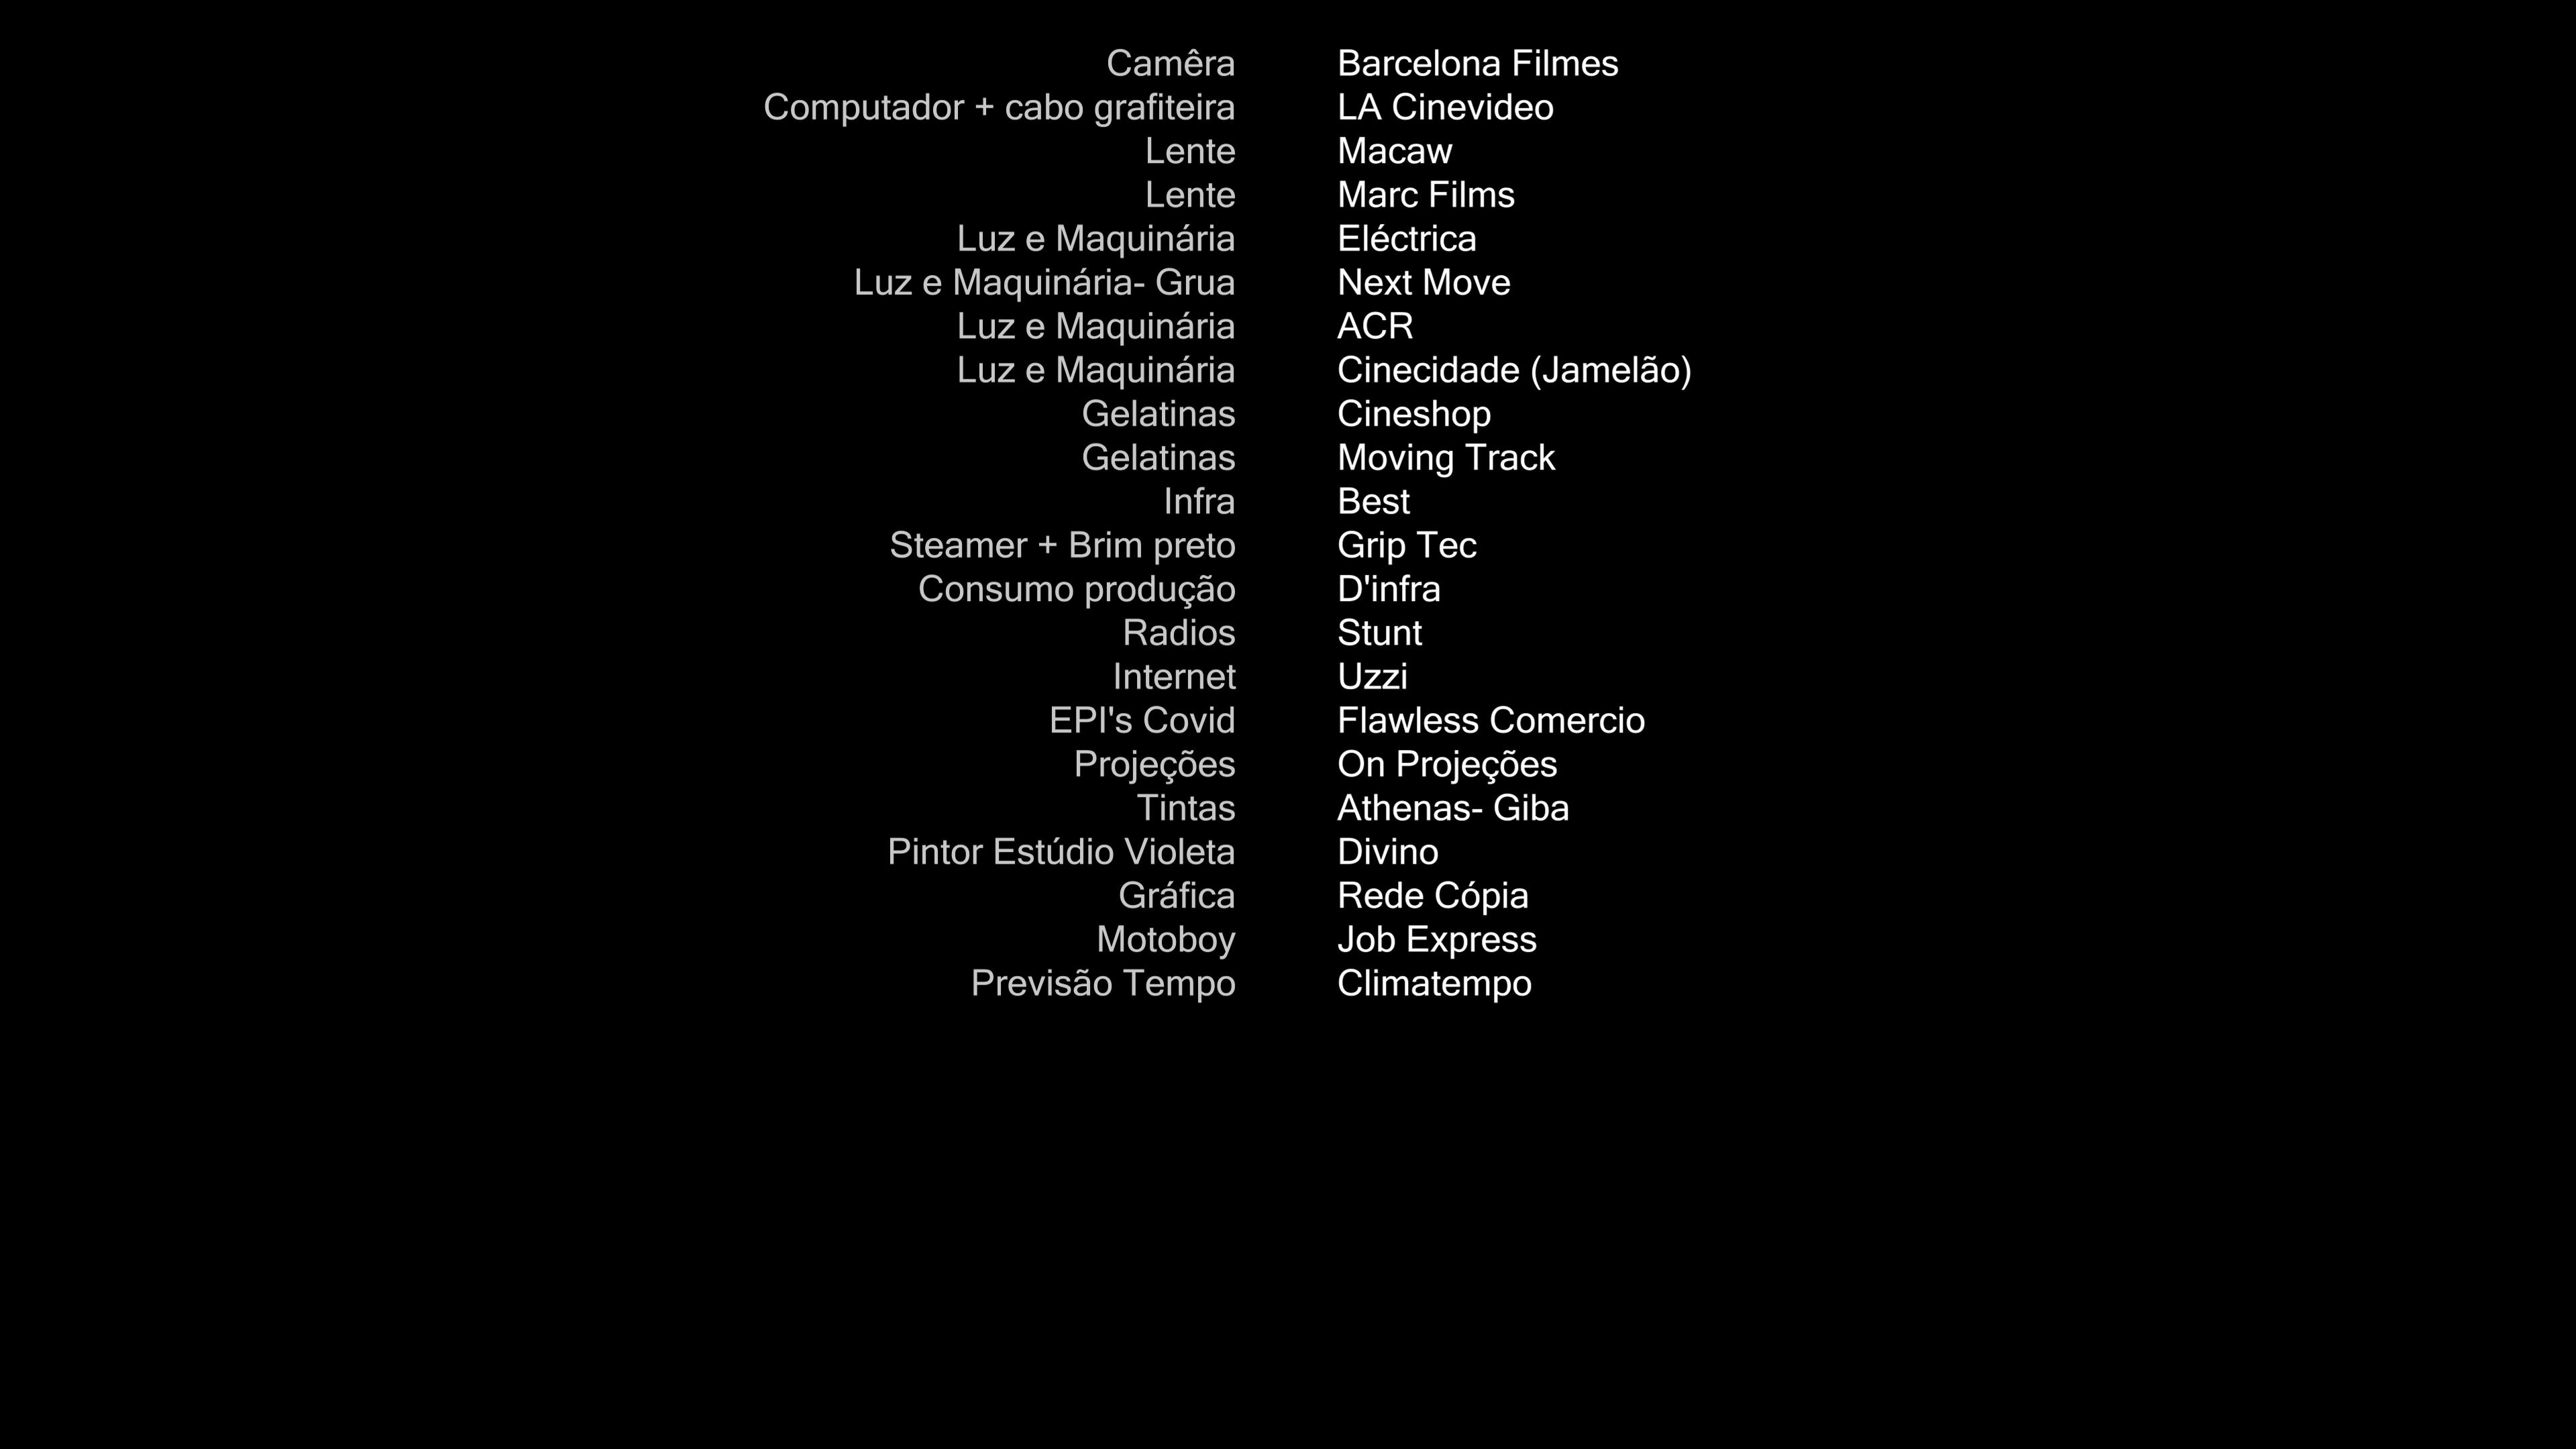 Camêra Barcelona Filmes
Computador + cabo grafiteira LA Cinevideo
Lente Macaw
Lente Marc Films
Luz e Maquinária Eléctrica
Luz e Maquinária- Grua Next Move
Luz e Maquinária ACR
Luz e Maquinária Cinecidade (Jamelão)
Gelatinas Cineshop
Gelatinas Moving Track
Infra Best
Steamer + Brim preto Grip Tec
Consumo produção D'infra
Radios Stunt
Internet Uzzi
EPI's Covid Flawless Comercio
Projeções On Projeções
Tintas Athenas- Giba
Pintor Estúdio Violeta Divino
Gráfica Rede Cópia
Motoboy Job Express
Previsão Tempo Climatempo